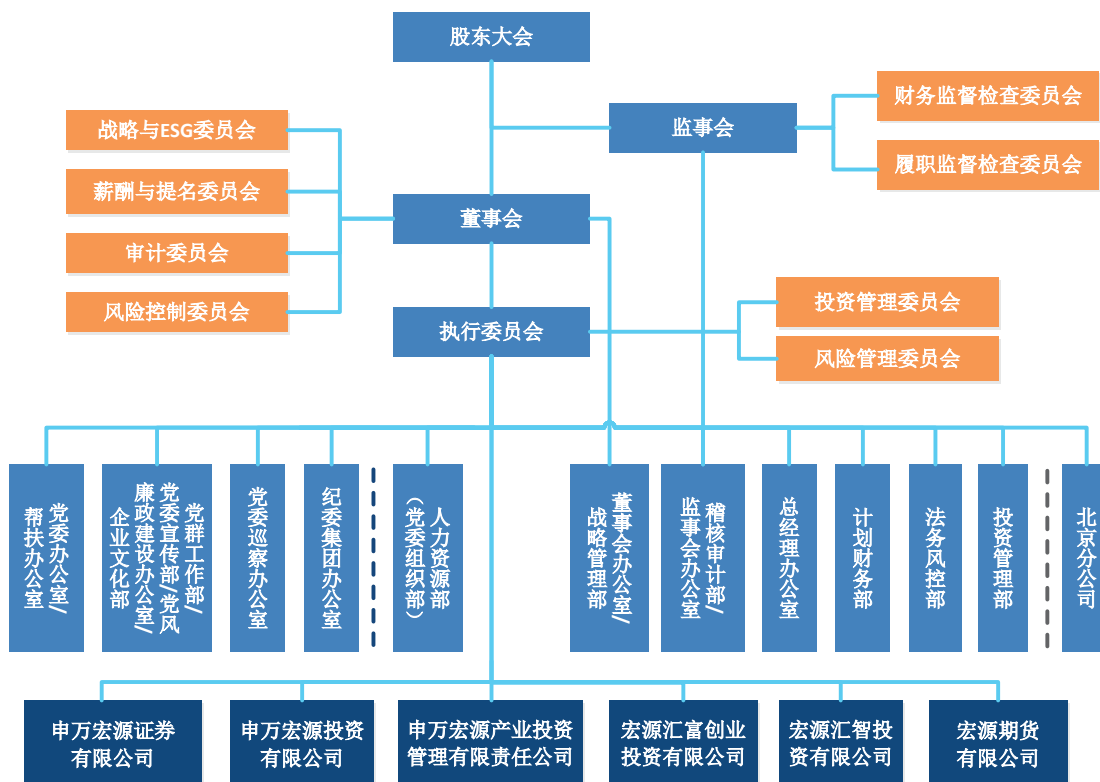 股东大会
监事会
财务监督检查委员会
履职监督检查委员会
战略与ESG委员会
薪酬与提名委员会
审计委员会
风险控制委员会
董事会
执行委员会
投资管理委员会
风险管理委员会
党委办公室/
帮扶办公室
党群工作部/
党委宣传部/党风
廉政建设办公室/
企业文化部
党委巡察办公室
纪委集团办公室
人力资源部
（党委组织部）
董事会办公室/
战略管理部
稽核审计部/
监事会办公室
总经理办公室
计划财务部
法务风控部
投资管理部
北京分公司
申万宏源证券
有限公司
申万宏源投资
有限公司
申万宏源产业投资
管理有限责任公司
宏源汇富创业
投资有限公司
宏源汇智投
资有限公司
宏源期货
有限公司